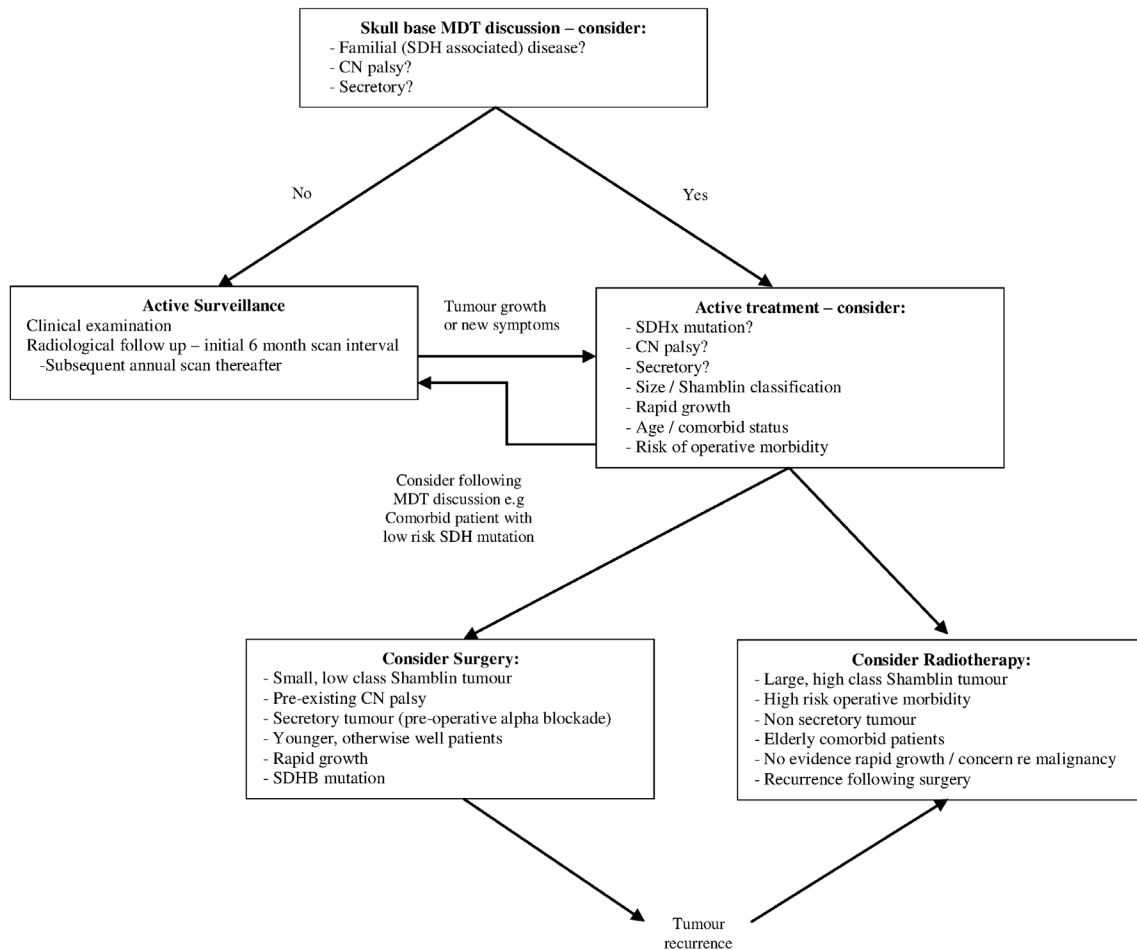 Skull base MDT discussion – consider:
- Familial (SDH associated) disease?
- CN palsy?
- Secretory?
No
Yes
Active Surveillance
Clinical examination
Radiological follow up – initial 6 month scan interval
-Subsequent annual scan thereafter
Tumour growth
or new symptoms
Active treatment – consider:
- SDHx mutation?
- CN palsy?
- Secretory?
- Size / Shamblin classification
- Rapid growth
- Age / comorbid status
- Risk of operative morbidity
Consider following
MDT discussion e.g
Comorbid patient with
low risk SDH mutation
Consider Surgery:
- Small, low class Shamblin tumour
- Pre-existing CN palsy
- Secretory tumour (pre-operative alpha blockade)
- Younger, otherwise well patients
- Rapid growth
- SDHB mutation
Consider Radiotherapy:
- Large, high class Shamblin tumour
- High risk operative morbidity
- Non secretory tumour
- Elderly comorbid patients
- No evidence rapid growth / concern re malignancy
- Recurrence following surgery
Tumour
recurrence